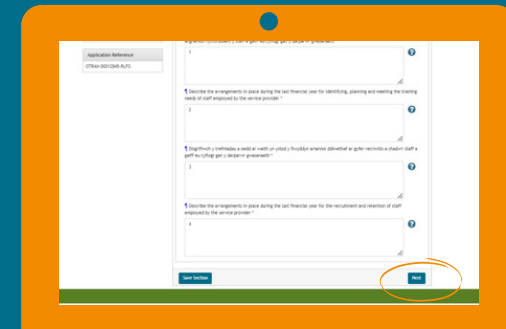 Application Reference
1
¶ Describe the arrangements in place during the last financial year for identifying, planning and meeting the training
needs of staff employed by the service provider *
2
¶ Disgrifiwch y trefniadau a oedd ar waith yn ystod y flwyddyn ariannol ddiwethaf ar gyfer recriwtio a chadw'r staff a
gaiff eu cyflogi gan y darparwr gwasanaeth *
3
¶ Describe the arrangements in place during the last financial year for the recruitment and retention of staff
employed by the service provider *
4
Save Section
Next